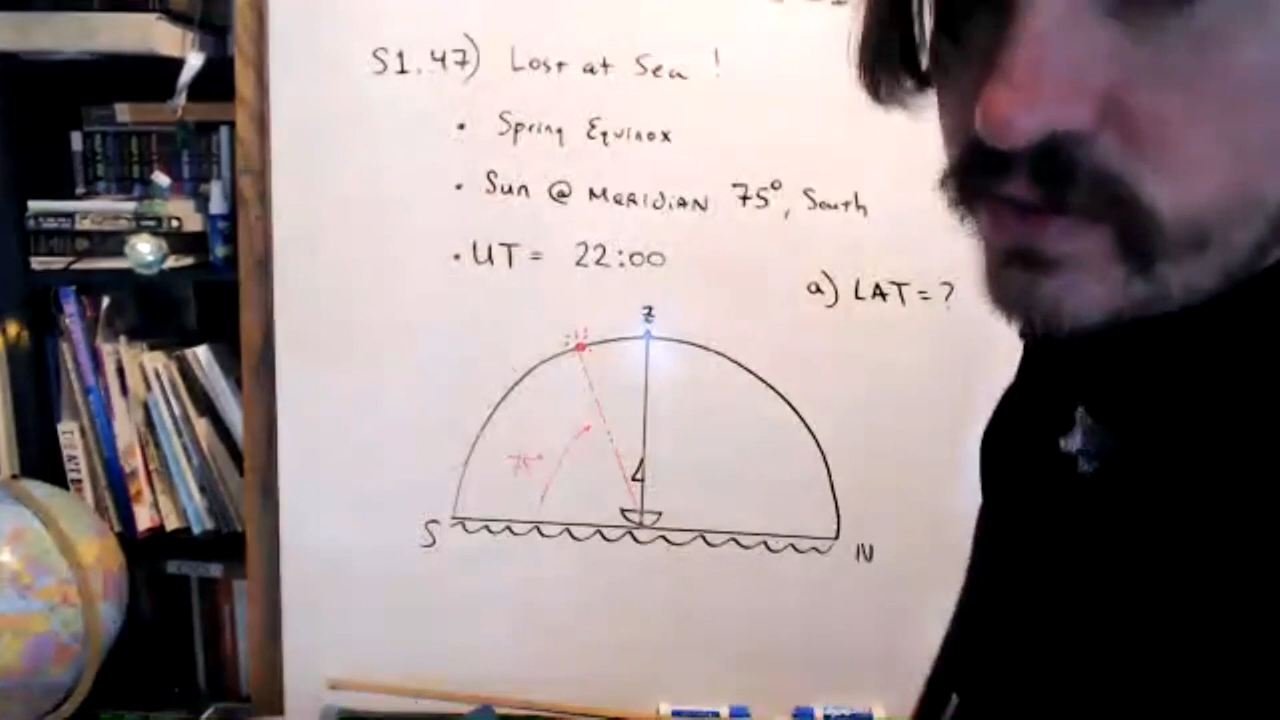 S1.47) Lost at Sea !
• Spring Equinox
• Sun @ MERIDIAN 75°, South
• UT = 22:00
a) LAT = ?
Z
75°
S
N